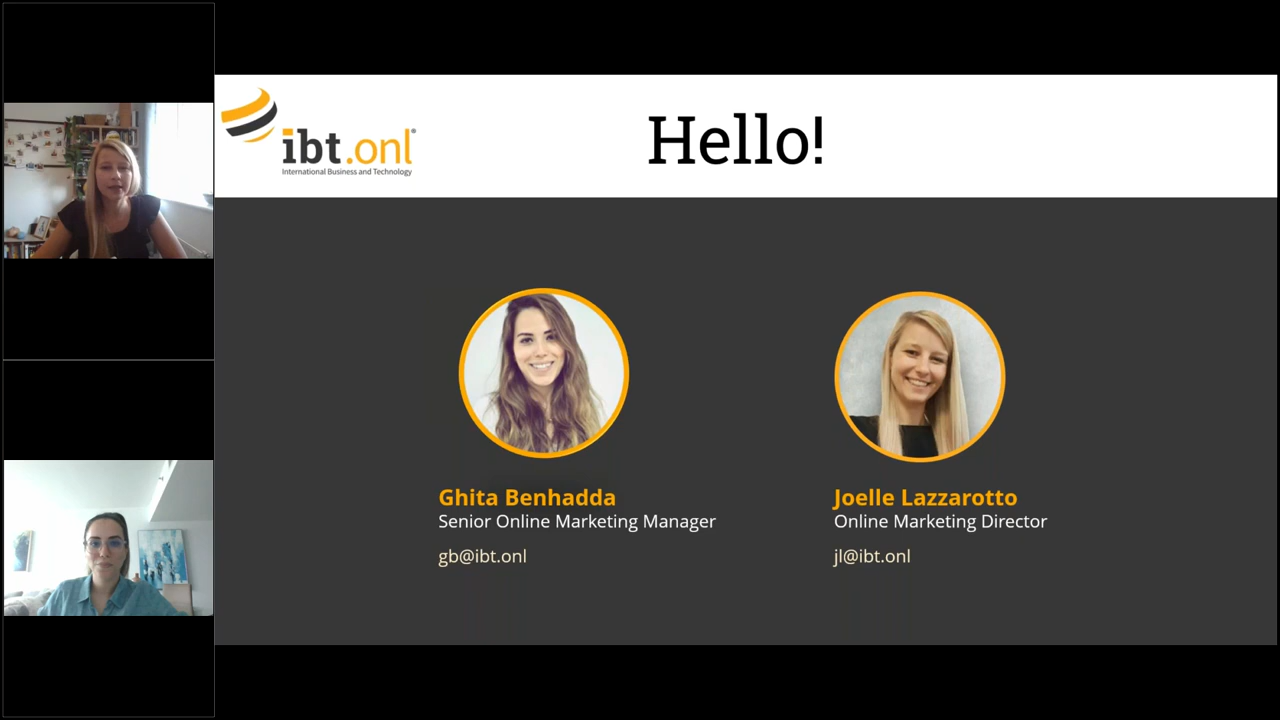 ibt.onl®
International Business and Technology
Hello!
Ghita Benhadda
Senior Online Marketing Manager
gb@ibt.onl
Joelle Lazzarotto
Online Marketing Director
jl@ibt.onl